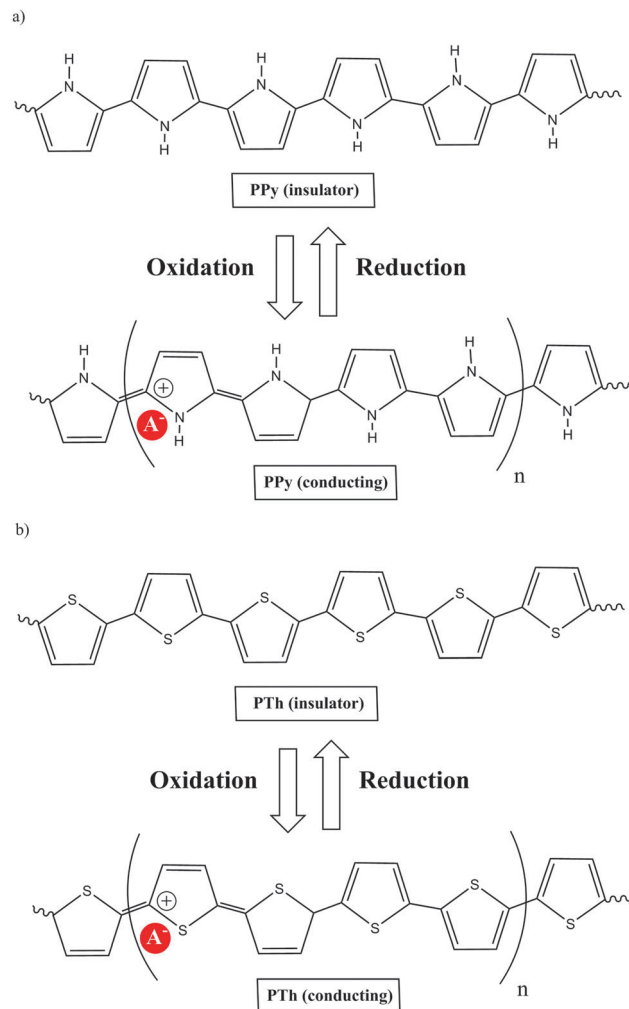 a)
H H H
N N N N N N
H H H
PPy (insulator)
Oxidation Reduction
H H H
N + N N N N N
A- H H H
PPy (conducting) n
b)
S S S S S S
PTh (insulator)
Oxidation Reduction
S + S S S S S
A-
PTh (conducting) n